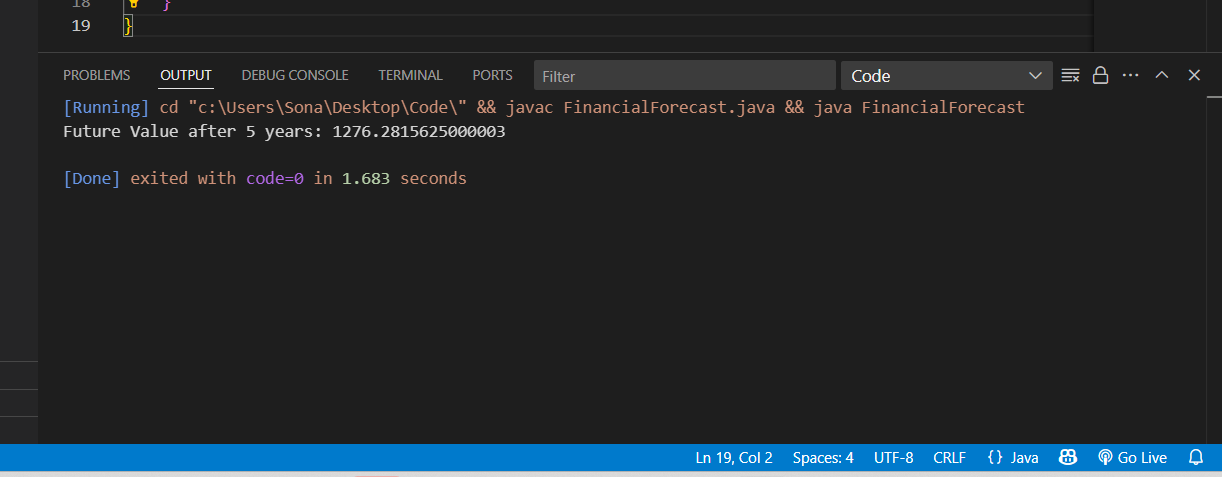 18 }
19 }
PROBLEMS OUTPUT DEBUG CONSOLE TERMINAL PORTS Filter Code
[Running] cd "c:\Users\Sona\Desktop\Code\" && javac FinancialForecast.java && java FinancialForecast
Future Value after 5 years: 1276.2815625000003
[Done] exited with code=0 in 1.683 seconds
Ln 19, Col 2 Spaces: 4 UTF-8 CRLF {} Java Go Live